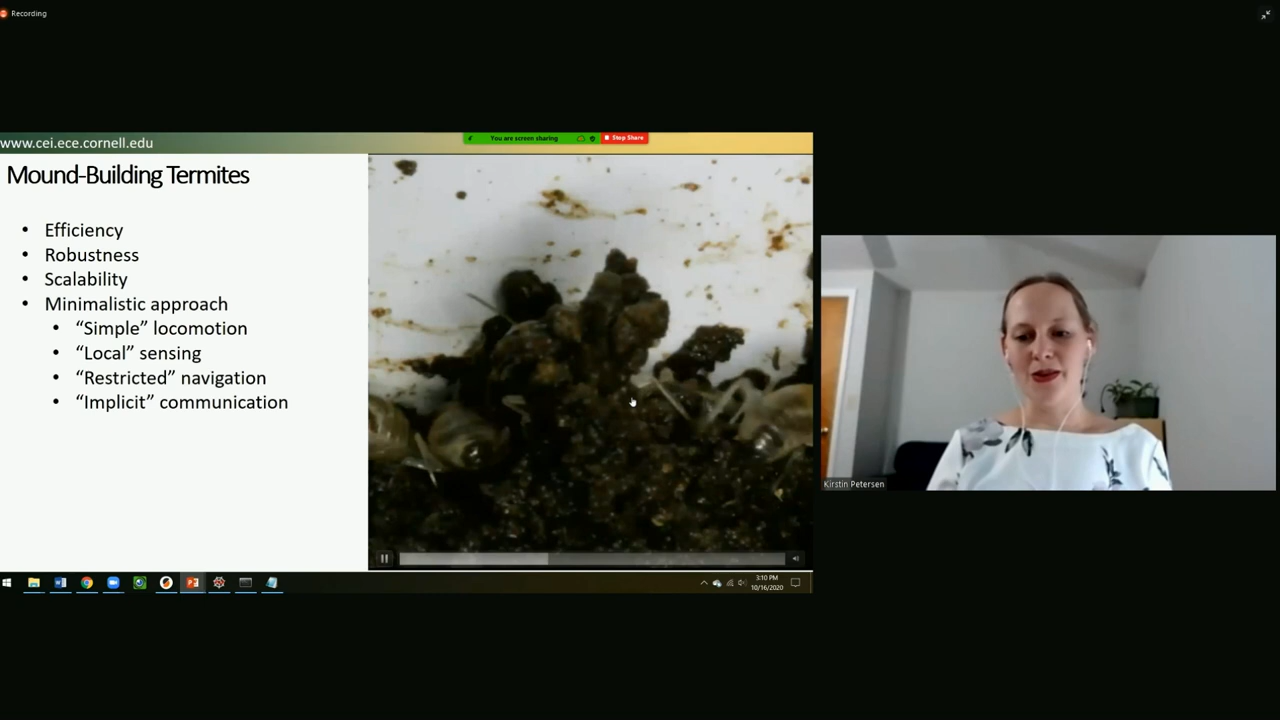 Recording
www.cei.ece.cornell.edu
You are screen sharing
Stop Share
Mound-Building Termites
• Efficiency
• Robustness
• Scalability
• Minimalistic approach
• “Simple” locomotion
• “Local” sensing
• “Restricted” navigation
• “Implicit” communication
Kirstin Petersen
3:10 PM
10/16/2020